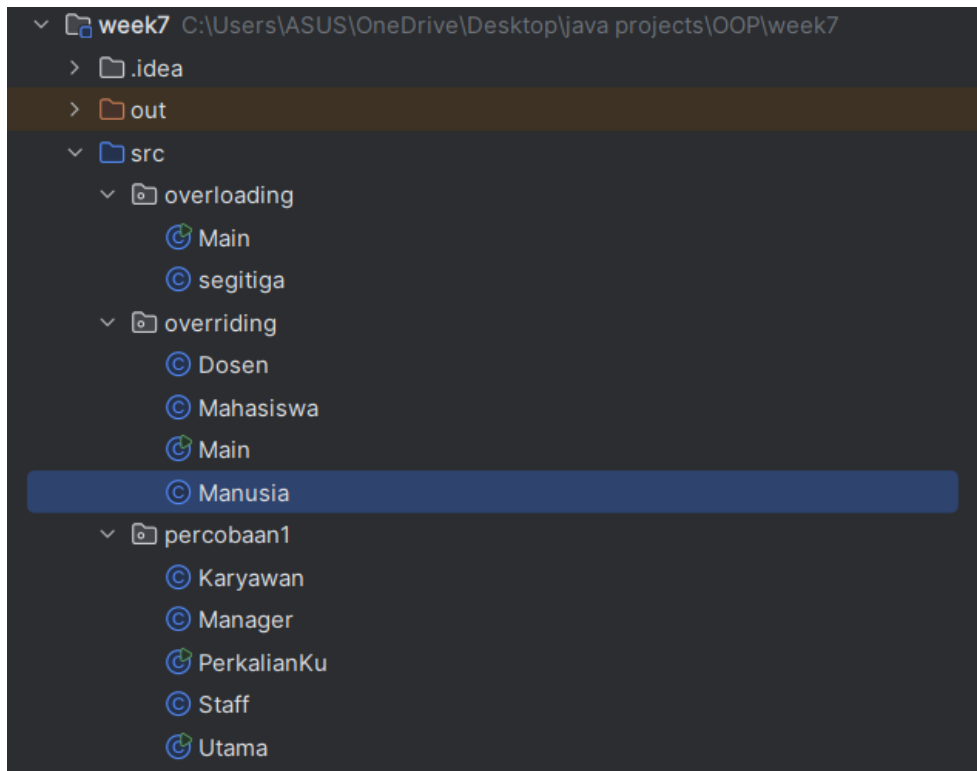 week7 C:\Users\ASUS\OneDrive\Desktop\java projects\OOP\week7
.idea
out
src
overloading
Main
segitiga
overriding
Dosen
Mahasiswa
Main
Manusia
percobaan1
Karyawan
Manager
PerkalianKu
Staff
Utama